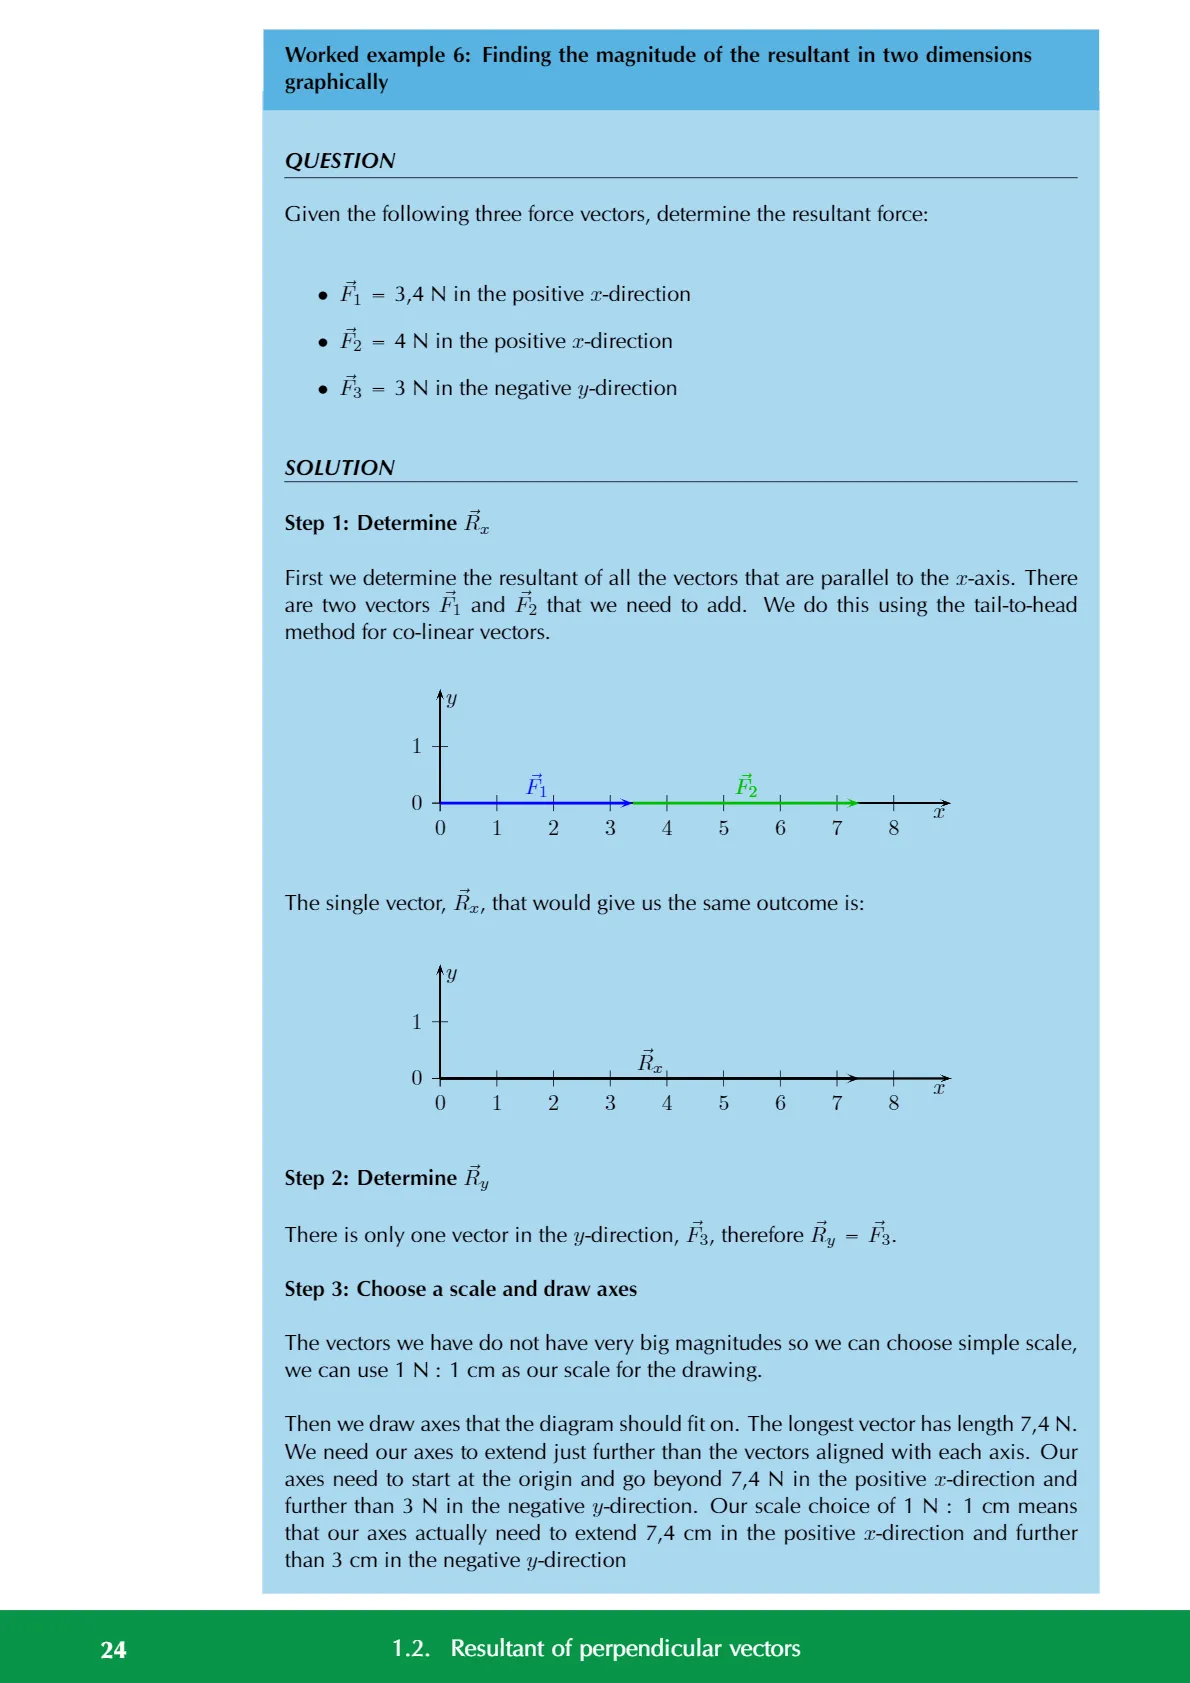 Worked example 6: Finding the magnitude of the resultant in two dimensions
graphically
QUESTION
Given the following three force vectors, determine the resultant force:
• $\vec{F}_1$ = 3,4 N in the positive $x$-direction
• $\vec{F}_2$ = 4 N in the positive $x$-direction
• $\vec{F}_3$ = 3 N in the negative $y$-direction
SOLUTION
Step 1: Determine $\vec{R}_x$
First we determine the resultant of all the vectors that are parallel to the $x$-axis. There
are two vectors $\vec{F}_1$ and $\vec{F}_2$ that we need to add. We do this using the tail-to-head
method for co-linear vectors.
y
1
$\vec{F}_1$ $\vec{F}_2$
0
x
0 1 2 3 4 5 6 7 8
The single vector, $\vec{R}_x$, that would give us the same outcome is:
y
1
$\vec{R}_x$
0
x
0 1 2 3 4 5 6 7 8
Step 2: Determine $\vec{R}_y$
There is only one vector in the $y$-direction, $\vec{F}_3$, therefore $\vec{R}_y$ = $\vec{F}_3$.
Step 3: Choose a scale and draw axes
The vectors we have do not have very big magnitudes so we can choose simple scale,
we can use 1 N : 1 cm as our scale for the drawing.
Then we draw axes that the diagram should fit on. The longest vector has length 7,4 N.
We need our axes to extend just further than the vectors aligned with each axis. Our
axes need to start at the origin and go beyond 7,4 N in the positive $x$-direction and
further than 3 N in the negative $y$-direction. Our scale choice of 1 N : 1 cm means
that our axes actually need to extend 7,4 cm in the positive $x$-direction and further
than 3 cm in the negative $y$-direction
24 1.2. Resultant of perpendicular vectors